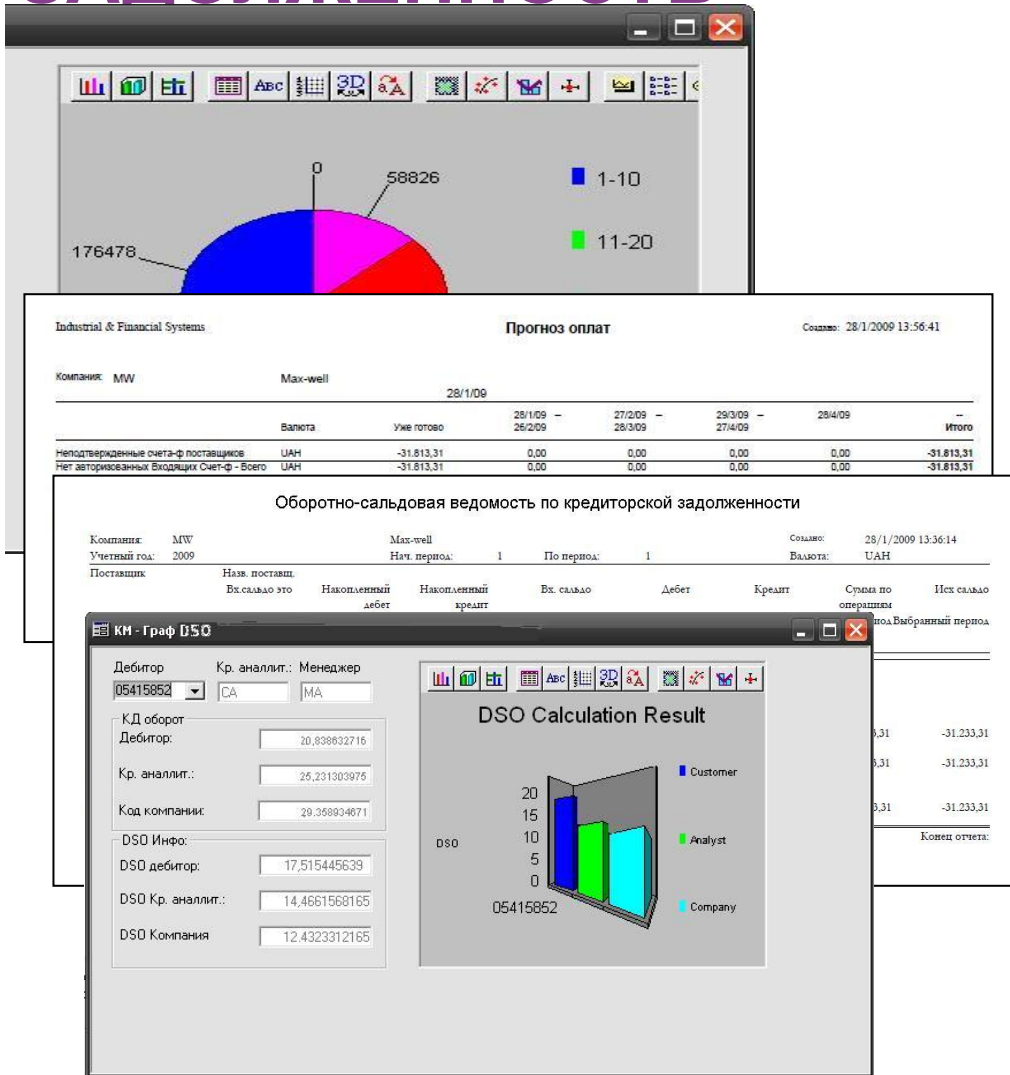 ЗАДОЛЖЕННОСТЬ
ABC 3D
0
58826
176478
1-10
11-20
Industrial & Financial Systems
Прогноз оплат
Создано: 28/1/2009 13:56:41
Компания: MW Max-well
28/1/09
28/1/09 – 27/2/09 – 29/3/09 – 28/4/09 –
Валюта Уже готово 26/2/09 28/3/09 27/4/09 Итого
Неподтвержденные счета-ф поставщиков UAH -31.813,31 0,00 0,00 0,00 0,00 -31.813,31
Нет авторизованных Входящих Счет-ф - Всего UAH -31.813,31 0,00 0,00 0,00 0,00 -31.813,31
Оборотно-сальдовая ведомость по кредиторской задолженности
Компания: MW Max-well Создано: 28/1/2009 13:36:14
Учетный год: 2009 Нач. период: 1 По период: 1 Валюта: UAH
Поставщик Назв. поставщ.
Вх.сальдо это Накопленный Накопленный Вх. сальдо Дебет Кредит Сумма по Исх сальдо
дебет кредит операциям
Выбранный период
КМ - Граф DSO
Дебитор Кр. аналлит.: Менеджер
05415852 CA MA
КД оборот
Дебитор: 20,838632716
Кр. аналлит.: 25,231303975
Код компании: 29.358934671
DSO Инфо:
DSO дебитор: 17,515445639
DSO Кр. аналлит.: 14,4661568165
DSO Компания 12.4323312165
ABC 3D
DSO Calculation Result
20
15
10
5
0
DSO
05415852
Customer
Analyst
Company
-31.233,31
-31.233,31
-31.233,31
Конец отчета: